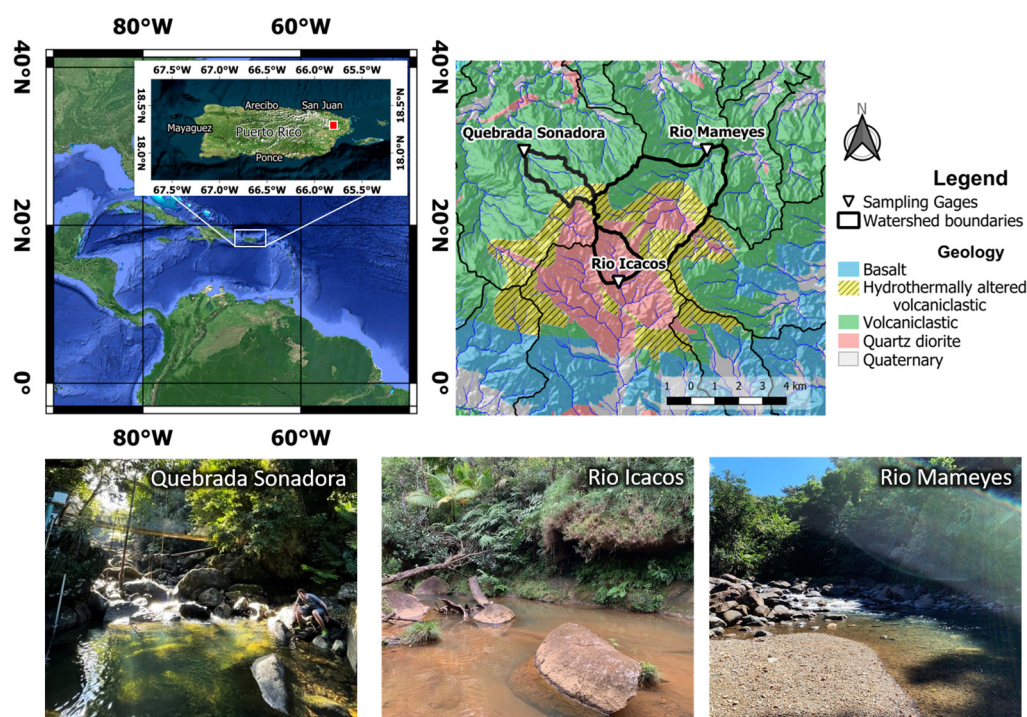 80°W 60°W
40°N
20°N
0°
67.5°W 67.0°W 66.5°W 66.0°W 65.5°W
18.5°N
18.0°N
Arecibo San Juan
Mayaguez Puerto Rico
Ponce
18.5°N
18.0°N
67.5°W 67.0°W 66.5°W 66.0°W 65.5°W
40°N
20°N
0°
80°W 60°W
Quebrada Sonadora Rio Mameyes
Rio Icacos
1 0 1 2 3 4 km
N
Legend
Sampling Gages
Watershed boundaries
Geology
Basalt
Hydrothermally altered
volcaniclastic
Volcaniclastic
Quartz diorite
Quaternary
Quebrada Sonadora
Rio Icacos
Rio Mameyes